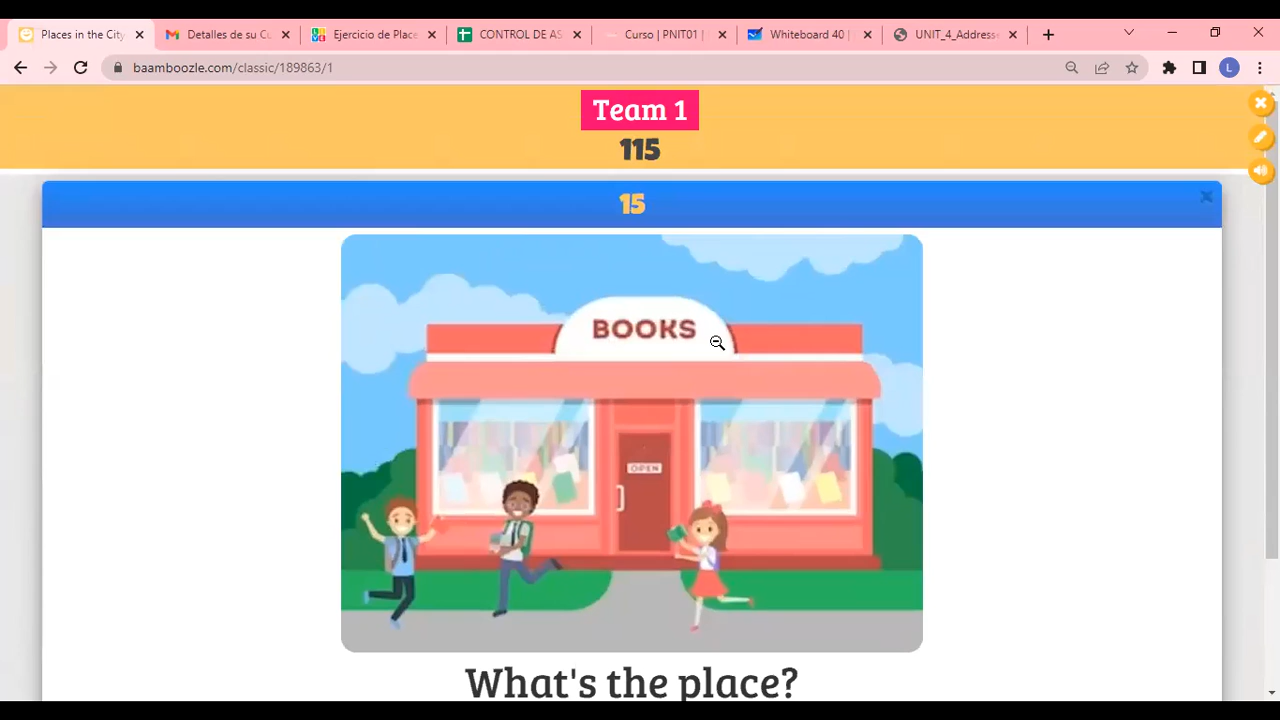 Places in the City
Detalles de su Cu
Ejercicio de Place
CONTROL DE AS
Curso | PNIT01 |
Whiteboard 40 |
UNIT_4_Addresse
baamboozle.com/classic/189863/1
L
Team 1
115
15
BOOKS
OPEN
What's the place?